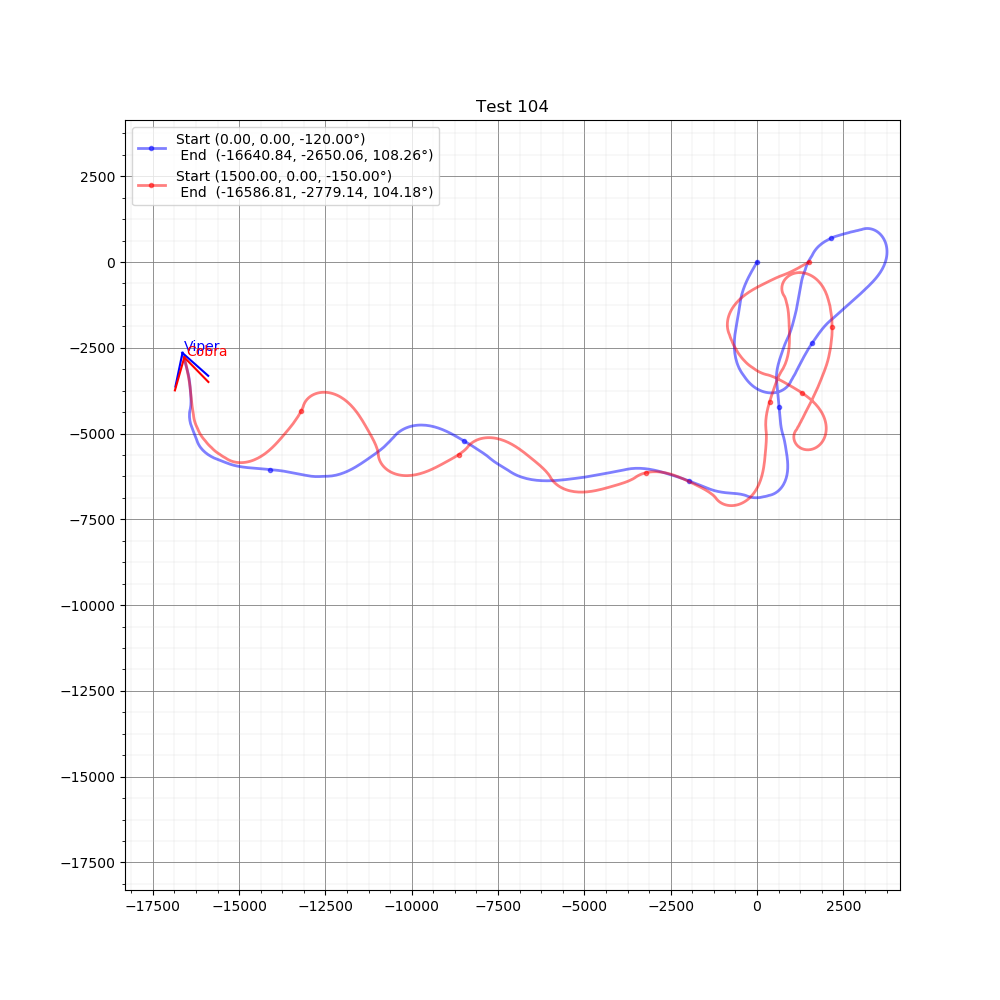 Test 104
Start (0.00, 0.00, -120.00°)
End (-16640.84, -2650.06, 108.26°)
Start (1500.00, 0.00, -150.00°)
End (-16586.81, -2779.14, 104.18°)
2500
0
−2500
−5000
−7500
−10000
−12500
−15000
−17500
Viper
Cobra
−17500 −15000 −12500 −10000 −7500 −5000 −2500 0 2500